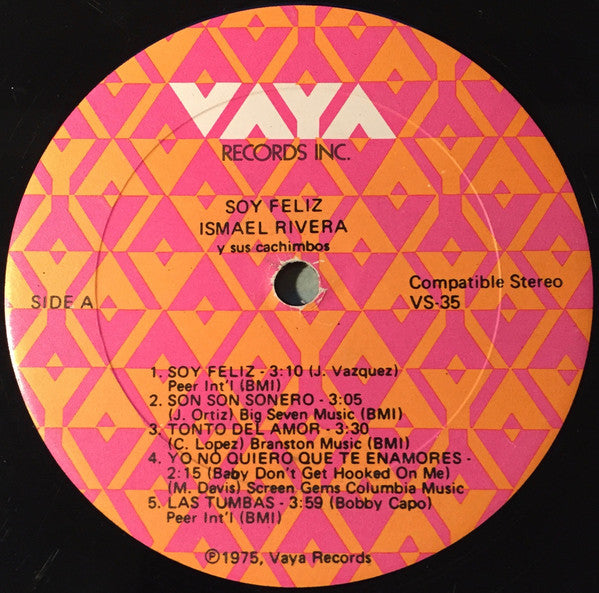 VAYA
RECORDS INC.
SOY FELIZ
ISMAEL RIVERA
y sus cachimbos
SIDE A
Compatible Stereo
VS-35
1. SOY FELIZ - 3:10 (J. Vazquez)
Peer Int'l (BMI)
2. SON SON SONERO - 3:05
(J. Ortiz) Big Seven Music (BMI)
3. TONTO DEL AMOR - 3:30
(C. Lopez) Branston Music (BMI)
4. YO NO QUIERO QUE TE ENAMORES -
2:15 (Baby Don't Get Hooked On Me)
(M. Davis) Screen Gems Columbia Music
5. LAS TUMBAS - 3:59 (Bobby Capo)
Peer Int'l (BMI)
℗1975, Vaya Records